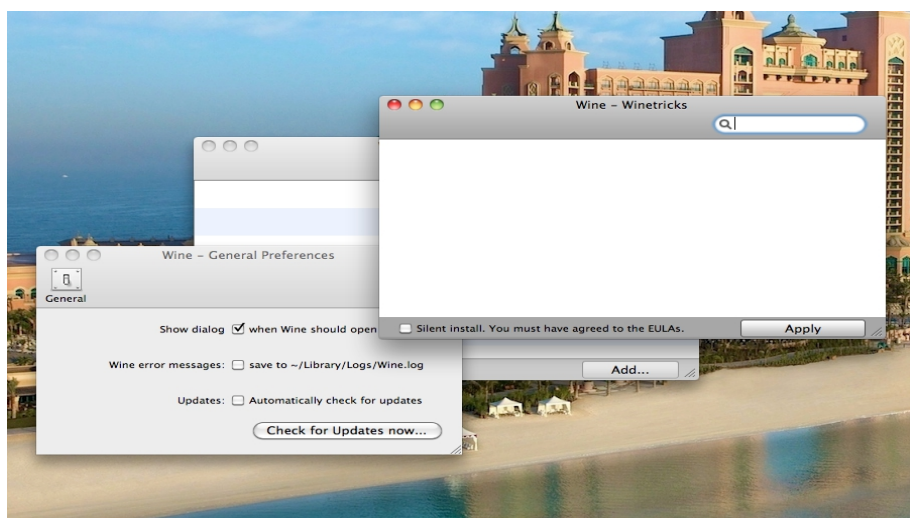 Wine – Winetricks
Wine – General Preferences
General
Show dialog when Wine should open
Silent install. You must have agreed to the EULAs.
Apply
Wine error messages: save to ~/Library/Logs/Wine.log
Add...
Updates: Automatically check for updates
Check for Updates now...